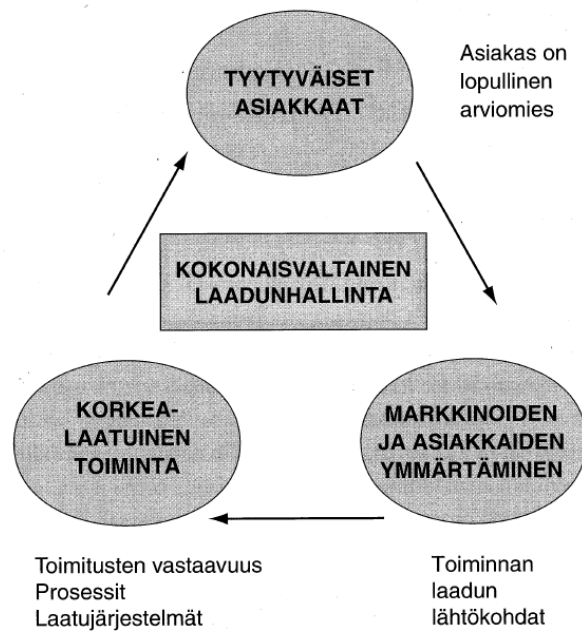 TYYTYVÄISET
ASIAKKAAT
Asiakas on
lopullinen
arviomies
KOKONAISVALTAINEN
LAADUNHALLINTA
KORKEA-
LAATUINEN
TOIMINTA
MARKKINOIDEN
JA ASIAKKAIDEN
YMMÄRTÄMINEN
Toimitusten vastaavuus
Prosessit
Laatujärjestelmät
Toiminnan
laadun
lähtökohdat